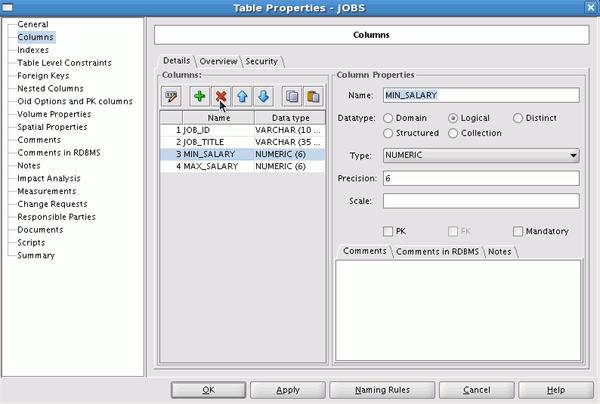 Table Properties - JOBS
General
Columns
Indexes
Table Level Constraints
Foreign Keys
Nested Columns
Oid Options and PK columns
Volume Properties
Spatial Properties
Comments
Comments in RDBMS
Notes
Impact Analysis
Measurements
Change Requests
Responsible Parties
Documents
Scripts
Summary
Columns
Details Overview Security
Columns:
Name Data type
1 JOB_ID VARCHAR (10 ...
2 JOB_TITLE VARCHAR (35 ...
3 MIN_SALARY NUMERIC (6)
4 MAX_SALARY NUMERIC (6)
Column Properties
Name: MIN_SALARY
Datatype: Domain Logical Distinct
Structured Collection
Type: NUMERIC
Precision: 6
Scale:
PK FK Mandatory
Comments Comments in RDBMS Notes
OK Apply Naming Rules Cancel Help